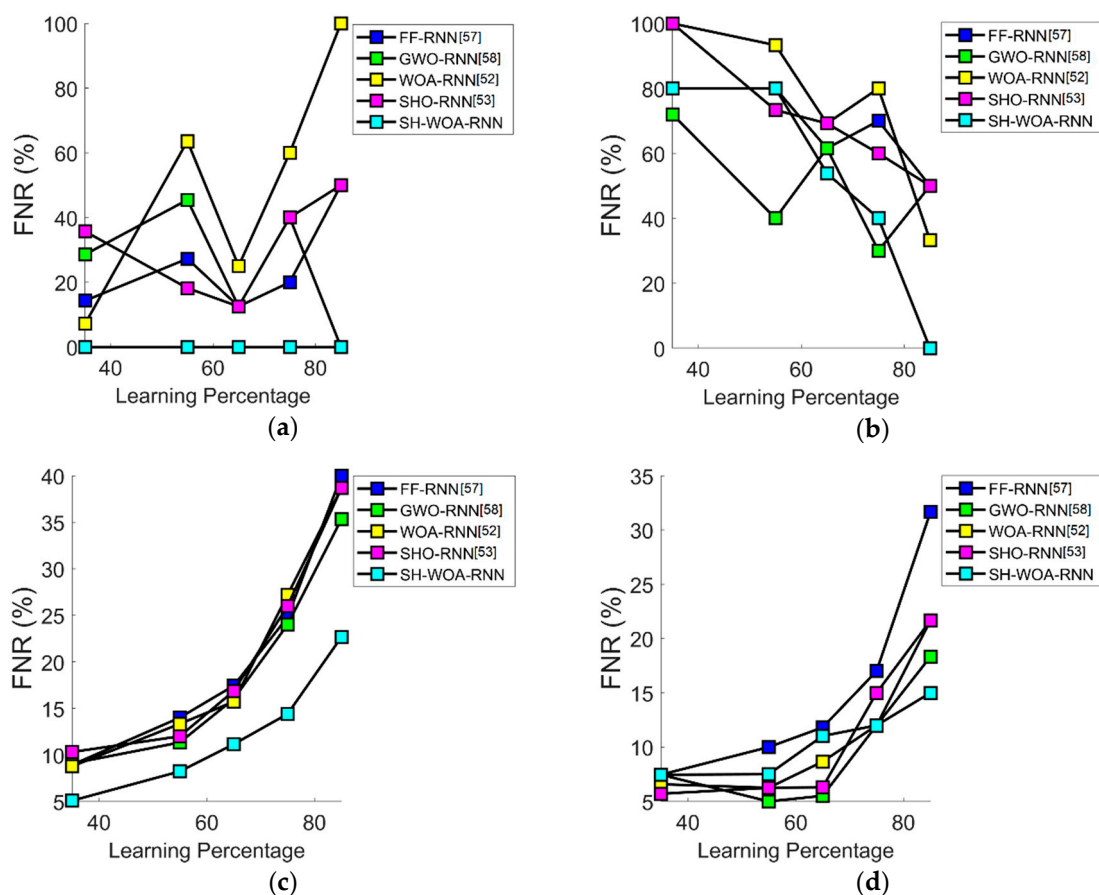 100
80
60
40
20
0
FNR (%)
40 60 80
Learning Percentage
FF-RNN[57]
GWO-RNN[58]
WOA-RNN[52]
SHO-RNN[53]
SH-WOA-RNN
(a)
100
80
60
40
20
0
FNR (%)
40 60 80
Learning Percentage
FF-RNN[57]
GWO-RNN[58]
WOA-RNN[52]
SHO-RNN[53]
SH-WOA-RNN
(b)
40
35
30
25
20
15
10
5
FNR (%)
40 60 80
Learning Percentage
FF-RNN[57]
GWO-RNN[58]
WOA-RNN[52]
SHO-RNN[53]
SH-WOA-RNN
(c)
35
30
25
20
15
10
5
FNR (%)
40 60 80
Learning Percentage
FF-RNN[57]
GWO-RNN[58]
WOA-RNN[52]
SHO-RNN[53]
SH-WOA-RNN
(d)